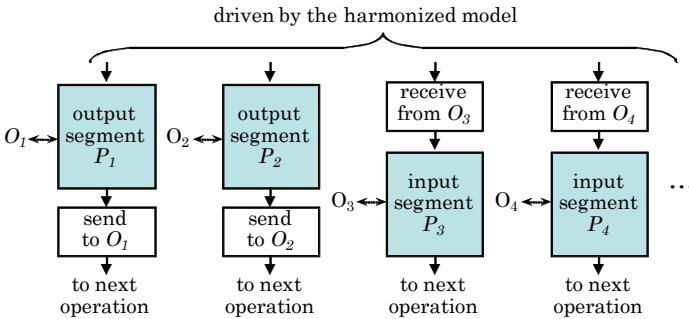 driven by the harmonized model
output
segment
P1
O1
send
to O1
to next
operation
output
segment
P2
O2
send
to O2
to next
operation
receive
from O3
input
segment
P3
O3
to next
operation
receive
from O4
input
segment
P4
O4
to next
operation
...